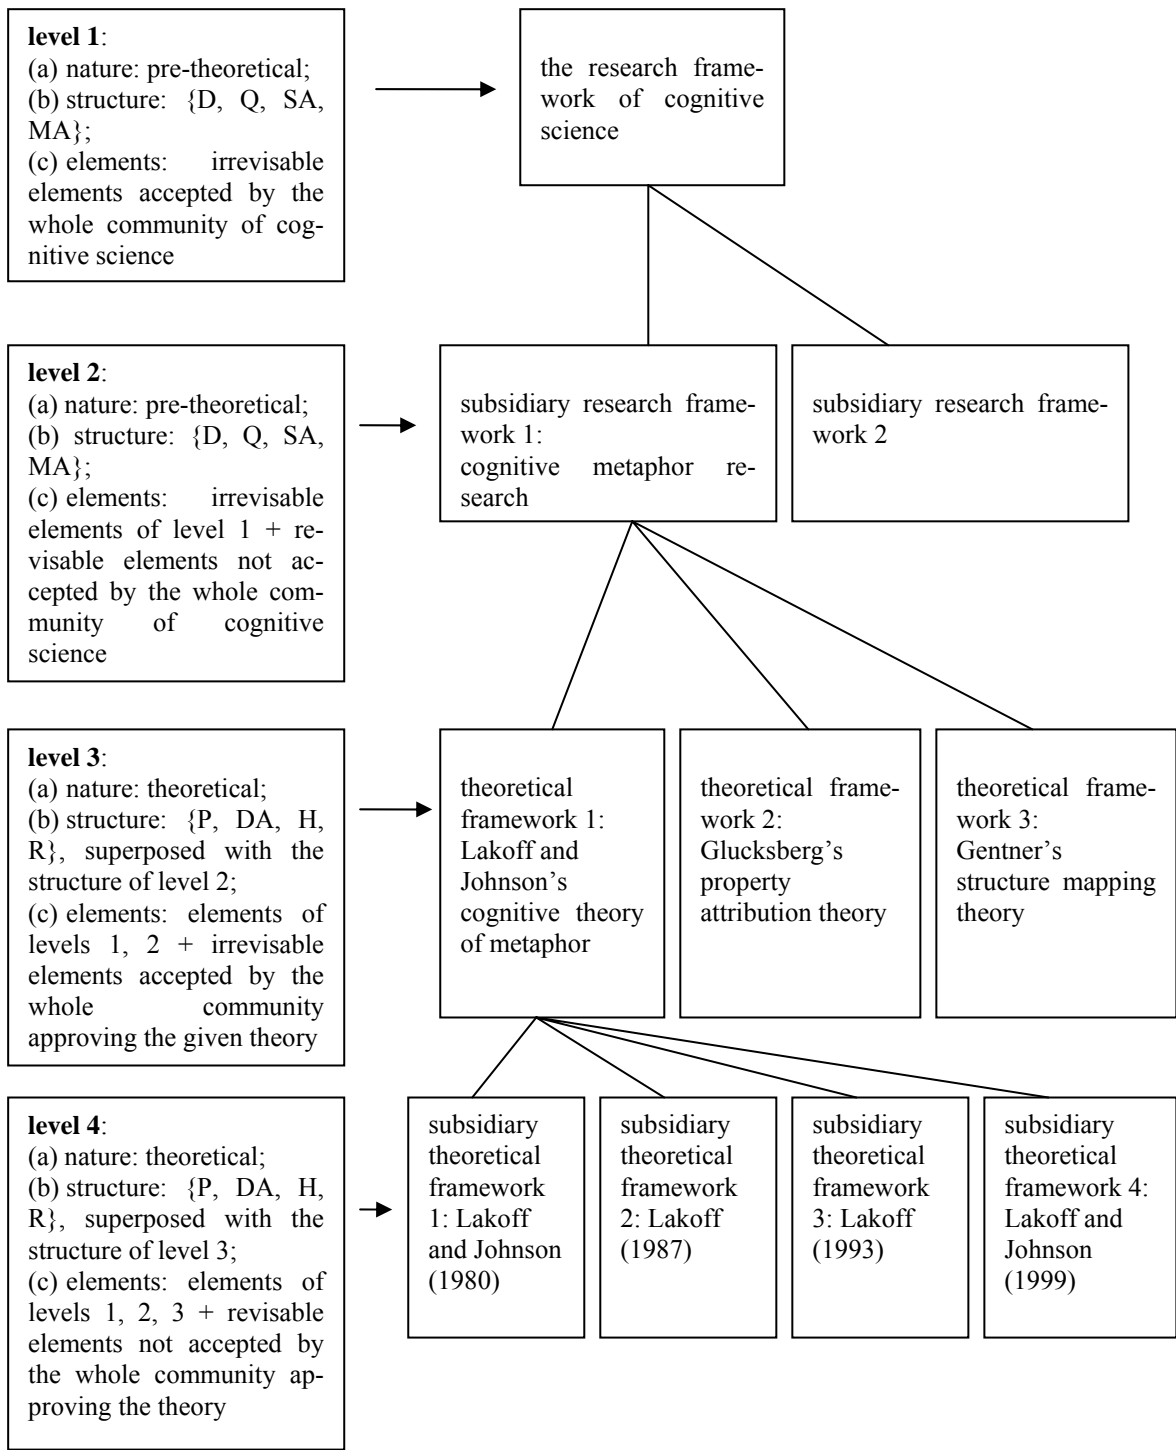 level 1:
(a) nature: pre-theoretical;
(b) structure: {D, Q, SA,
MA};
(c) elements: irrevisable
elements accepted by the
whole community of cog-
nitive science
the research frame-
work of cognitive
science
level 2:
(a) nature: pre-theoretical;
(b) structure: {D, Q, SA,
MA};
(c) elements: irrevisable
elements of level 1 + re-
visable elements not ac-
cepted by the whole com-
munity of cognitive
science
subsidiary research frame-
work 1:
cognitive metaphor re-
search
subsidiary research frame-
work 2
level 3:
(a) nature: theoretical;
(b) structure: {P, DA, H,
R}, superposed with the
structure of level 2;
(c) elements: elements of
levels 1, 2 + irrevisable
elements accepted by the
whole community
approving the given theory
theoretical
framework 1:
Lakoff and
Johnson’s
cognitive theory
of metaphor
theoretical frame-
work 2:
Glucksberg’s
property
attribution theory
theoretical frame-
work 3:
Gentner’s
structure mapping
theory
level 4:
(a) nature: theoretical;
(b) structure: {P, DA, H,
R}, superposed with the
structure of level 3;
(c) elements: elements of
levels 1, 2, 3 + revisable
elements not accepted by
the whole community ap-
proving the theory
subsidiary
theoretical
framework
1: Lakoff
and Johnson
(1980)
subsidiary
theoretical
framework
2: Lakoff
(1987)
subsidiary
theoretical
framework
3: Lakoff
(1993)
subsidiary
theoretical
framework 4:
Lakoff and
Johnson
(1999)